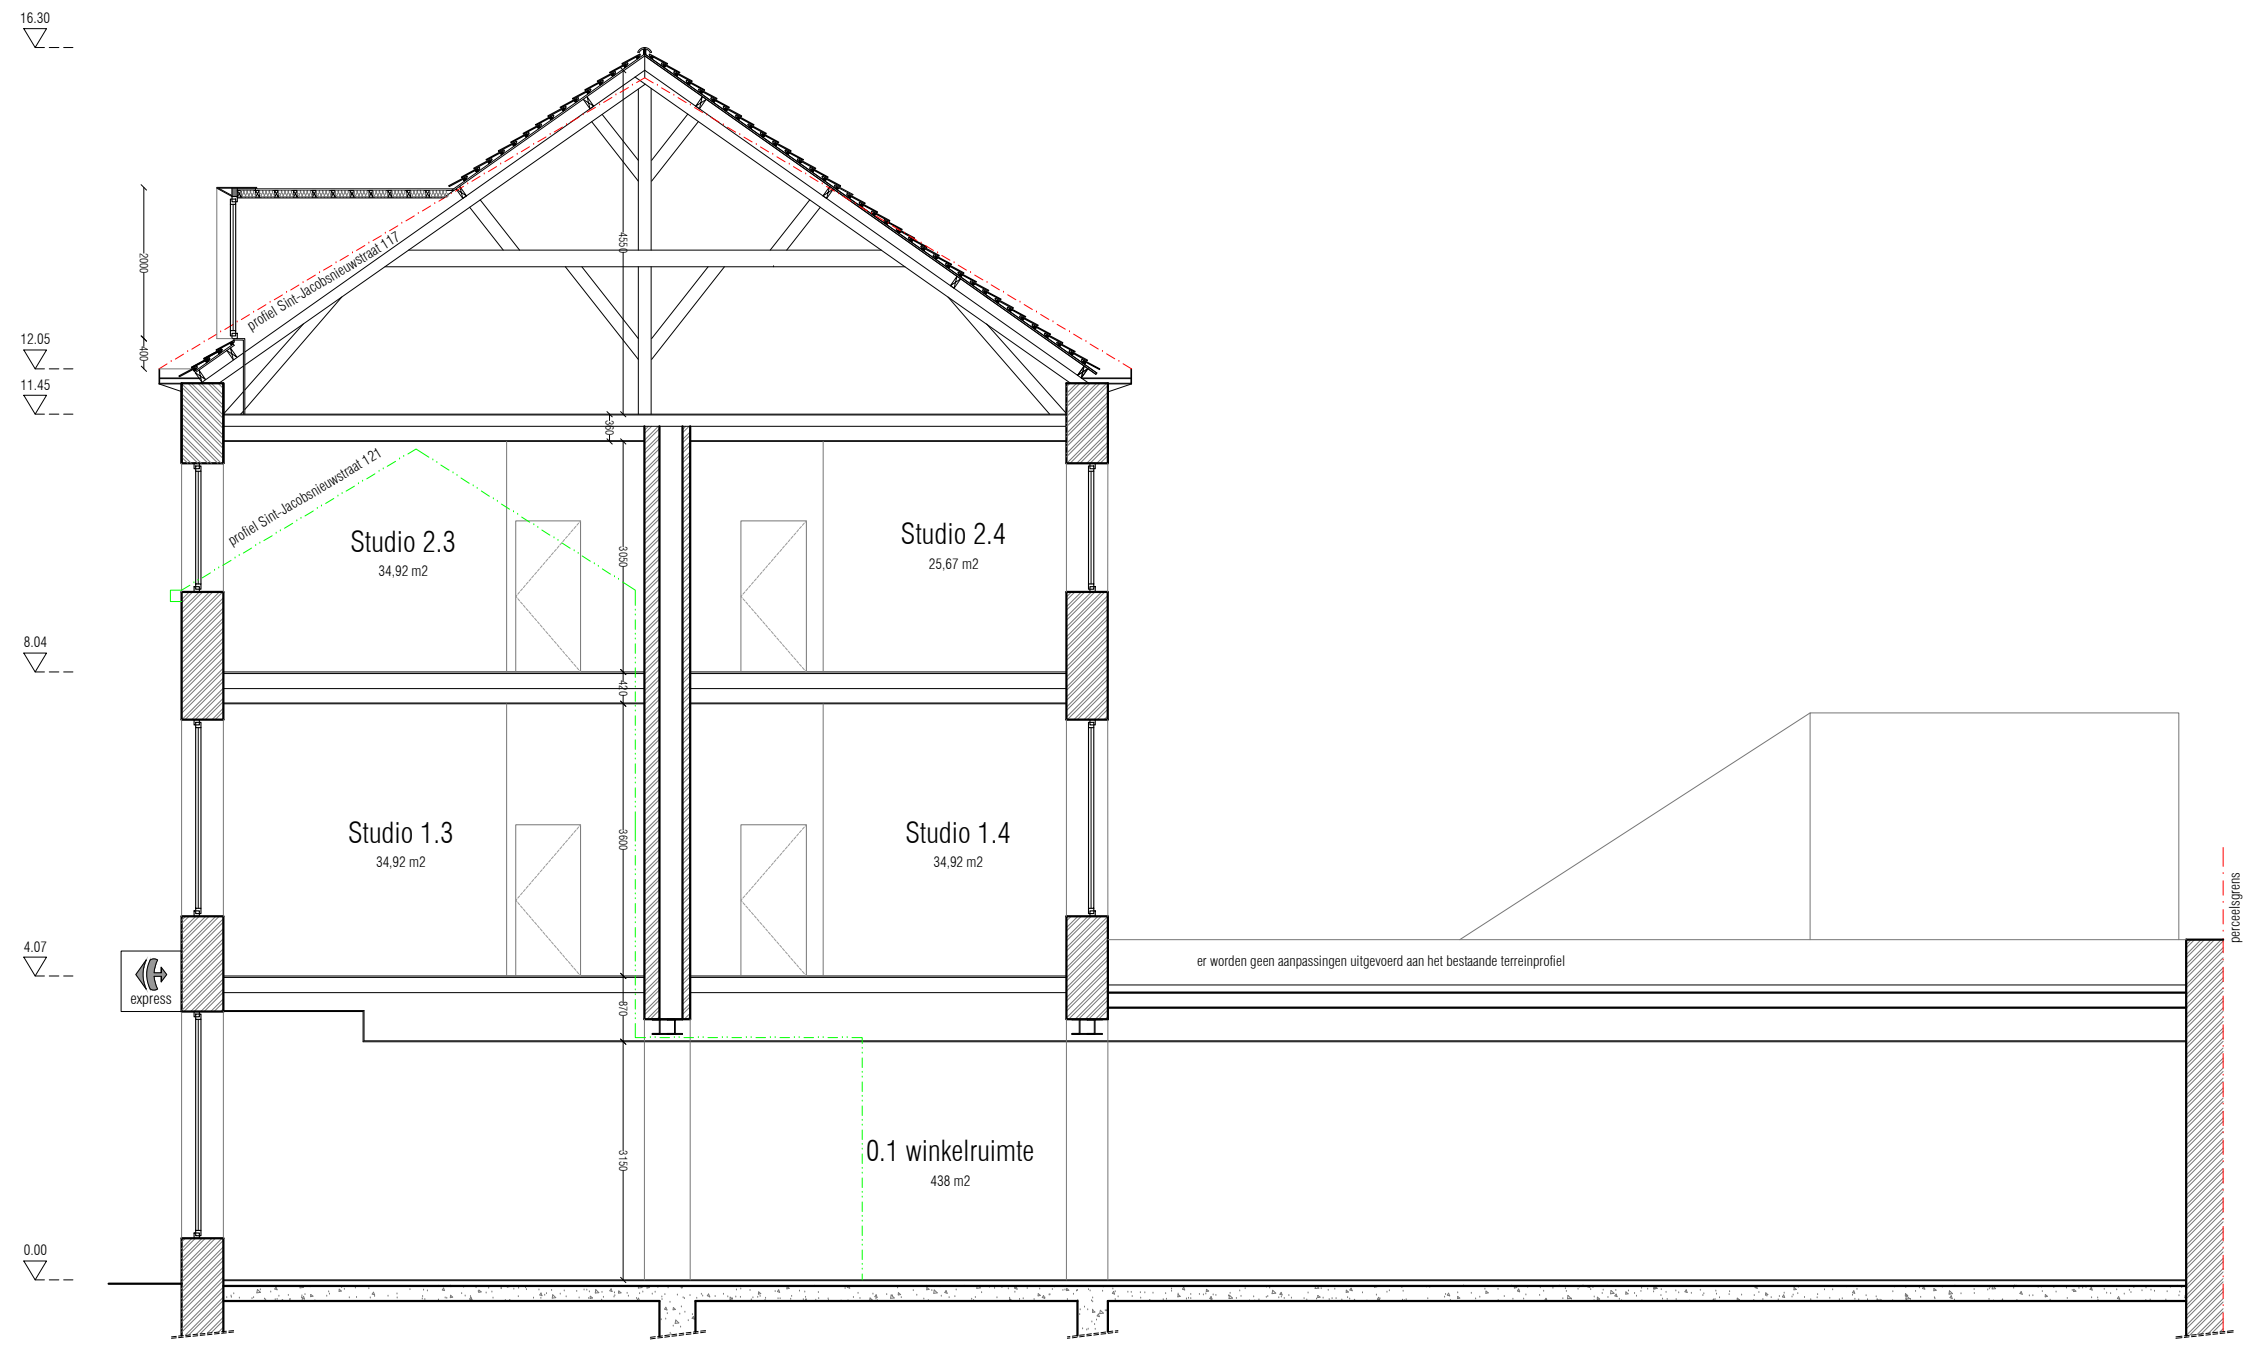 16.30
profiel Sint-Jacobsnieuwstraat 117
4550
2000
12.05
400
11.45
360
profiel Sint-Jacobsnieuwstraat 121
Studio 2.3
34,92 m2
3050
Studio 2.4
25,67 m2
8.04
420
Studio 1.3
34,92 m2
3600
Studio 1.4
34,92 m2
perceelsgrens
4.07
express
er worden geen aanpassingen uitgevoerd aan het bestaande terreinprofiel
870
0.1 winkelruimte
438 m2
3150
0.00